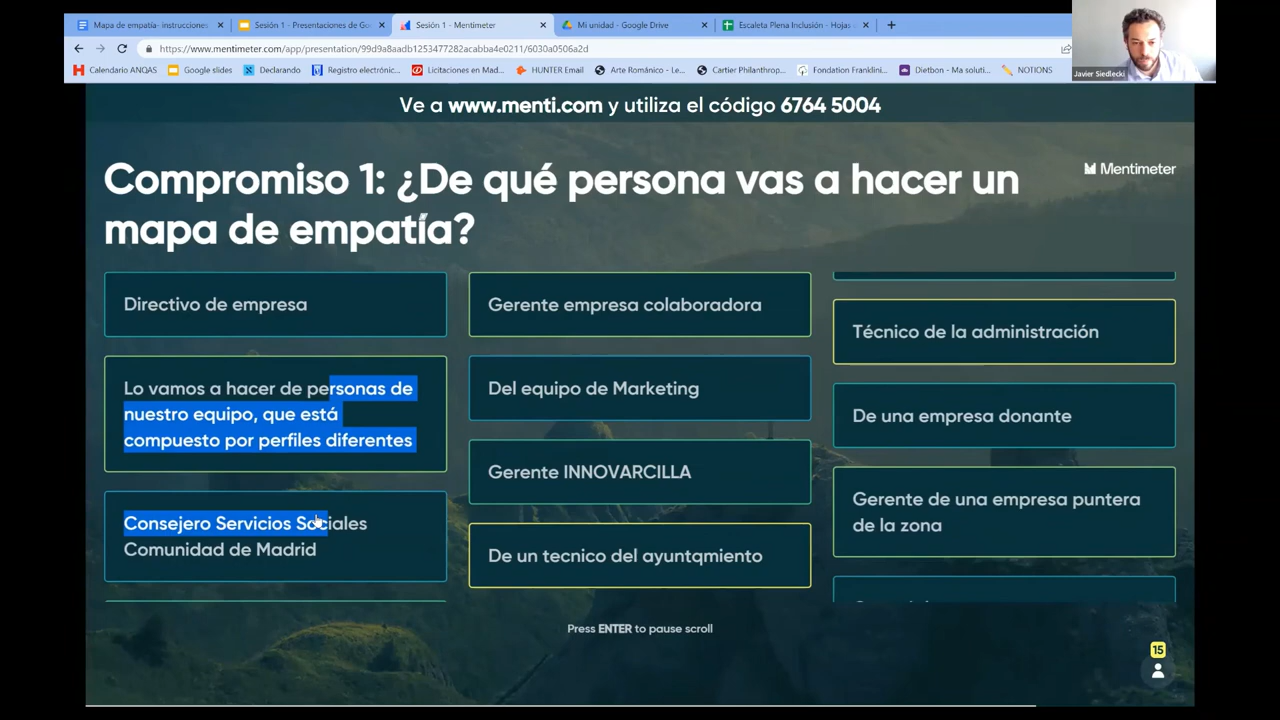 Mapa de empatía- instrucciones
Sesión 1 - Presentaciones de Go
Sesión 1 - Mentimeter
Mi unidad - Google Drive
Escaleta Plena Inclusión - Hojas
https://www.mentimeter.com/app/presentation/99d9a8aadb1253477282acabba4e0211/6030a0506a2d
Calendario ANQAS
Google slides
Declarando
Registro electrónic...
Licitaciones en Mad...
HUNTER Email
Arte Románico - Le...
Cartier Philanthrop...
Fondation Franklini...
Dietbon - Ma soluti...
NOTIONS
Javier Siedlecki
Ve a www.menti.com y utiliza el código 6764 5004
Compromiso 1: ¿De qué persona vas a hacer un
mapa de empatía?
Mentimeter
Directivo de empresa
Lo vamos a hacer de personas de
nuestro equipo, que está
compuesto por perfiles diferentes
Consejero Servicios Sociales
Comunidad de Madrid
Gerente empresa colaboradora
Del equipo de Marketing
Gerente INNOVARCILLA
De un tecnico del ayuntqmiento
Técnico de la administración
De una empresa donante
Gerente de una empresa puntera
de la zona
Press ENTER to pause scroll
15